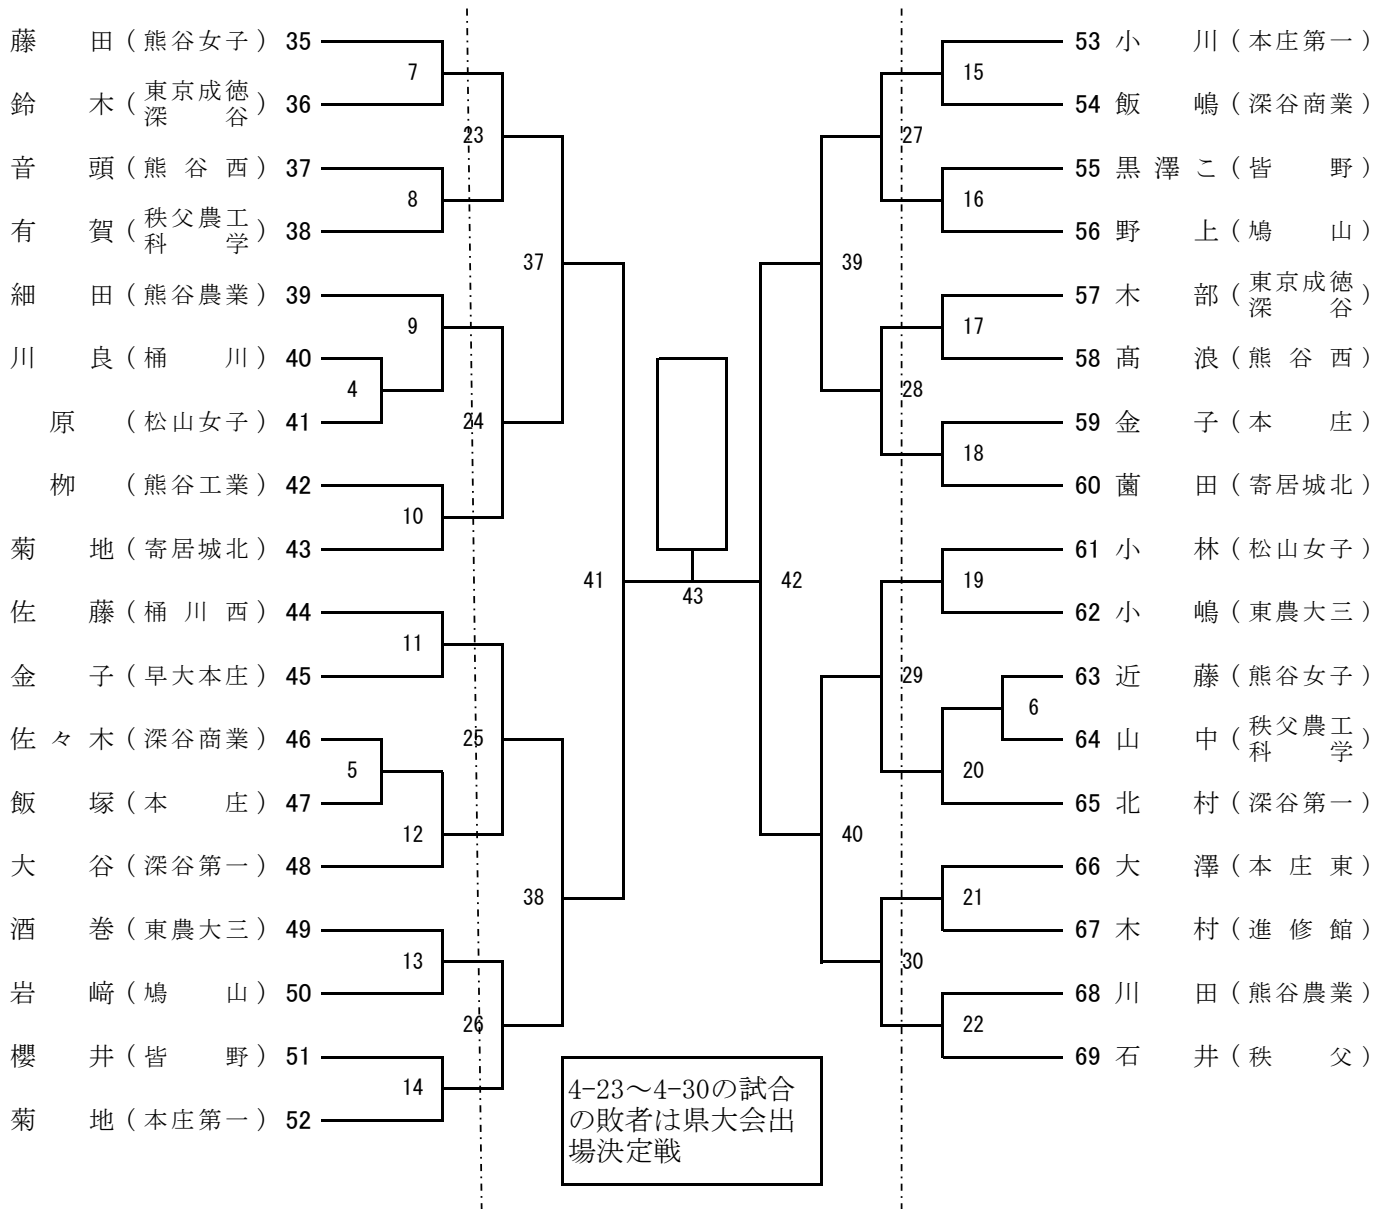 藤田(熊谷女子) 35
鈴木(東京成徳深谷) 36
音頭(熊谷西) 37
有賀(秩父農工科学) 38
細田(熊谷農業) 39
川良(桶川) 40
原(松山女子) 41
栁(熊谷工業) 42
菊地(寄居城北) 43
佐藤(桶川西) 44
金子(早大本庄) 45
佐々木(深谷商業) 46
飯塚(本庄) 47
大谷(深谷第一) 48
酒巻(東農大三) 49
岩﨑(鳩山) 50
櫻井(皆野) 51
菊地(本庄第一) 52
7
8
9
4
10
11
5
12
13
14
23
24
25
26
37
38
41
43
42
39
40
27
28
29
30
15
16
17
18
19
6
20
21
22
53 小川(本庄第一)
54 飯嶋(深谷商業)
55 黒澤こ(皆野)
56 野上(鳩山)
57 木部(東京成徳深谷)
58 髙浪(熊谷西)
59 金子(本庄)
60 薗田(寄居城北)
61 小林(松山女子)
62 小嶋(東農大三)
63 近藤(熊谷女子)
64 山中(秩父農工科学)
65 北村(深谷第一)
66 大澤(本庄東)
67 木村(進修館)
68 川田(熊谷農業)
69 石井(秩父)
4-23～4-30の試合
の敗者は県大会出
場決定戦